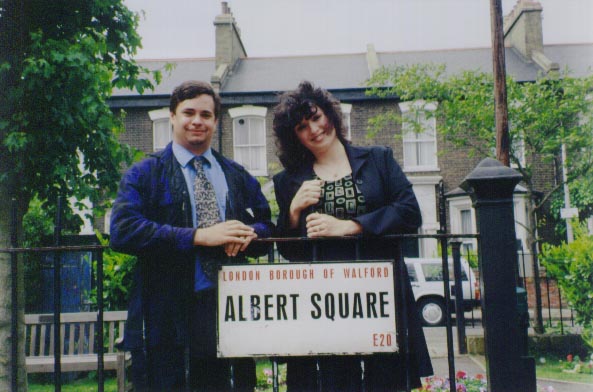 LONDON BOROUGH OF WALFORD
ALBERT SQUARE
E20